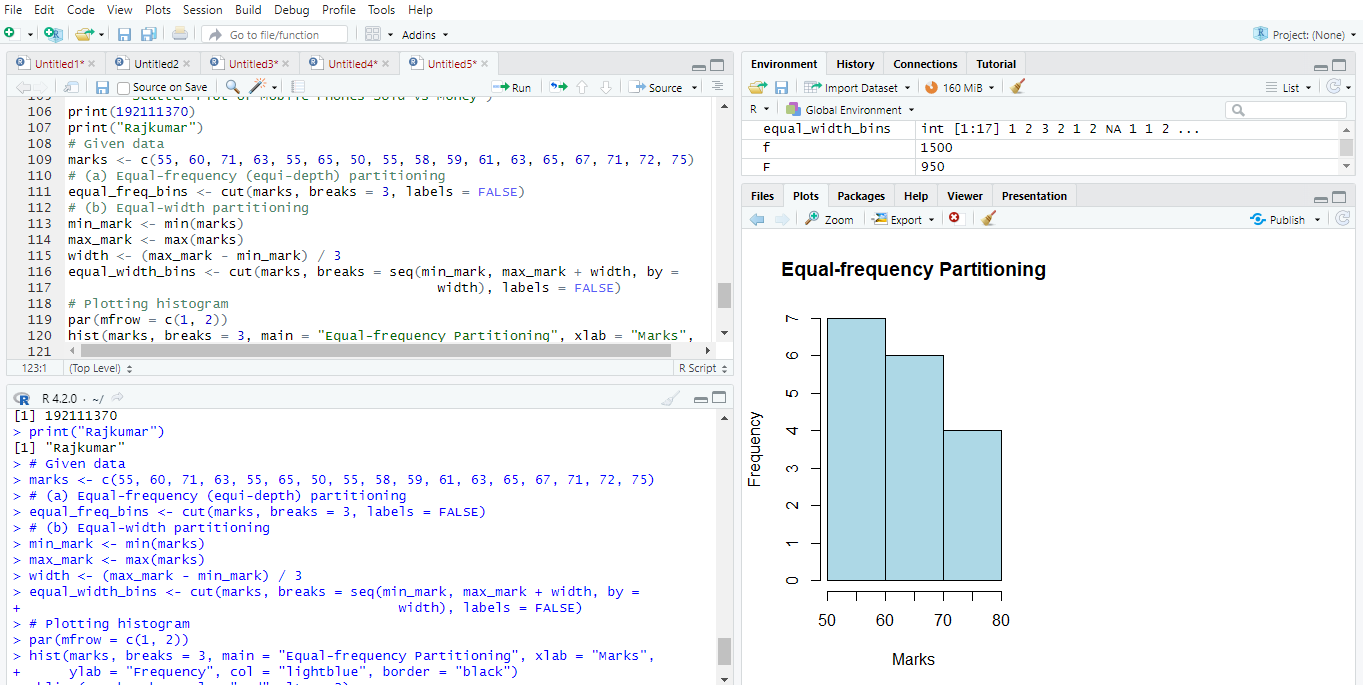 File Edit Code View Plots Session Build Debug Profile Tools Help
Go to file/function
Addins
Project: (None)
Untitled1* Untitled2 Untitled3* Untitled4* Untitled5*
Source on Save
Run
Source
106 print(192111370)
107 print("Rajkumar")
108 # Given data
109 marks <- c(55, 60, 71, 63, 55, 65, 50, 55, 58, 59, 61, 63, 65, 67, 71, 72, 75)
110 # (a) Equal-frequency (equi-depth) partitioning
111 equal_freq_bins <- cut(marks, breaks = 3, labels = FALSE)
112 # (b) Equal-width partitioning
113 min_mark <- min(marks)
114 max_mark <- max(marks)
115 width <- (max_mark - min_mark) / 3
116 equal_width_bins <- cut(marks, breaks = seq(min_mark, max_mark + width, by =
117 width), labels = FALSE)
118 # Plotting histogram
119 par(mfrow = c(1, 2))
120 hist(marks, breaks = 3, main = "Equal-frequency Partitioning", xlab = "Marks",
121
123:1 (Top Level) R Script
R 4.2.0 · ~/
[1] 192111370
> print("Rajkumar")
[1] "Rajkumar"
> # Given data
> marks <- c(55, 60, 71, 63, 55, 65, 50, 55, 58, 59, 61, 63, 65, 67, 71, 72, 75)
> # (a) Equal-frequency (equi-depth) partitioning
> equal_freq_bins <- cut(marks, breaks = 3, labels = FALSE)
> # (b) Equal-width partitioning
> min_mark <- min(marks)
> max_mark <- max(marks)
> width <- (max_mark - min_mark) / 3
> equal_width_bins <- cut(marks, breaks = seq(min_mark, max_mark + width, by =
+ width), labels = FALSE)
> # Plotting histogram
> par(mfrow = c(1, 2))
> hist(marks, breaks = 3, main = "Equal-frequency Partitioning", xlab = "Marks",
+ ylab = "Frequency", col = "lightblue", border = "black")
Environment History Connections Tutorial
Import Dataset 160 MiB List
R Global Environment
equal_width_bins int [1:17] 1 2 3 2 1 2 NA 1 1 2 ...
f 1500
F 950
Files Plots Packages Help Viewer Presentation
Zoom Export Publish
Equal-frequency Partitioning
Frequency
7
6
5
4
3
2
1
0
50 60 70 80
Marks